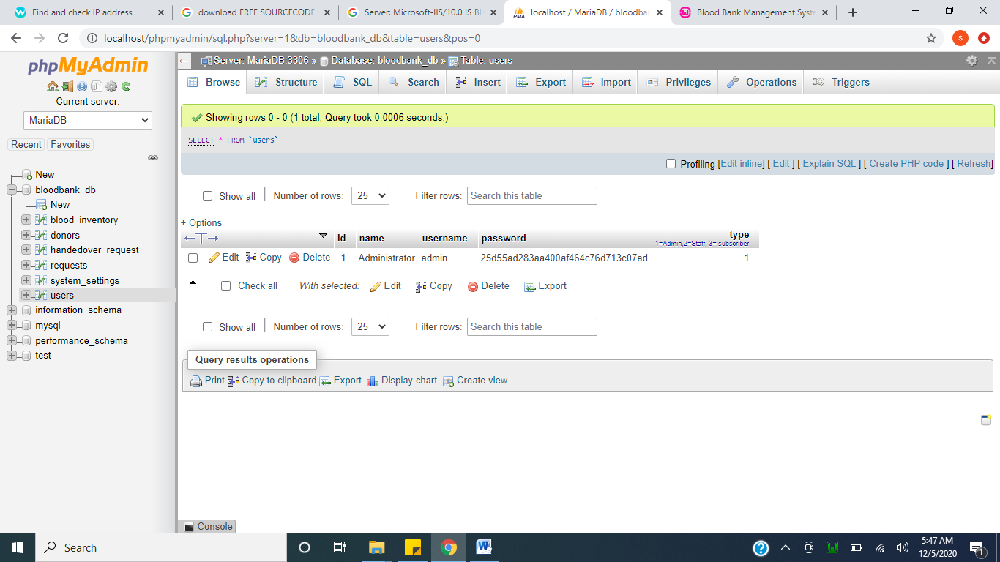 Find and check IP address
download FREE SOURCECODE
Server: Microsoft-IIS/10.0 IS BL
localhost / MariaDB / bloodban
Blood Bank Management Syste
localhost/phpmyadmin/sql.php?server=1&db=bloodbank_db&table=users&pos=0
S
phpMyAdmin
Current server:
MariaDB
Recent Favorites
New
bloodbank_db
New
blood_inventory
donors
handedover_request
requests
system_settings
users
information_schema
mysql
performance_schema
test
Server: MariaDB:3306 » Database: bloodbank_db » Table: users
Browse Structure SQL Search Insert Export Import Privileges Operations Triggers
Showing rows 0 - 0 (1 total, Query took 0.0006 seconds.)
SELECT * FROM `users`
Profiling [Edit inline] [ Edit ] [ Explain SQL ] [ Create PHP code ] [ Refresh]
Show all | Number of rows: 25 Filter rows: Search this table
+ Options
←T→ id name username password type
1=Admin,2=Staff, 3= subscriber
Edit Copy Delete 1 Administrator admin 25d55ad283aa400af464c76d713c07ad 1
Check all With selected: Edit Copy Delete Export
Show all | Number of rows: 25 Filter rows: Search this table
Query results operations
Print Copy to clipboard Export Display chart Create view
Console
Search
5:47 AM
12/5/2020
1